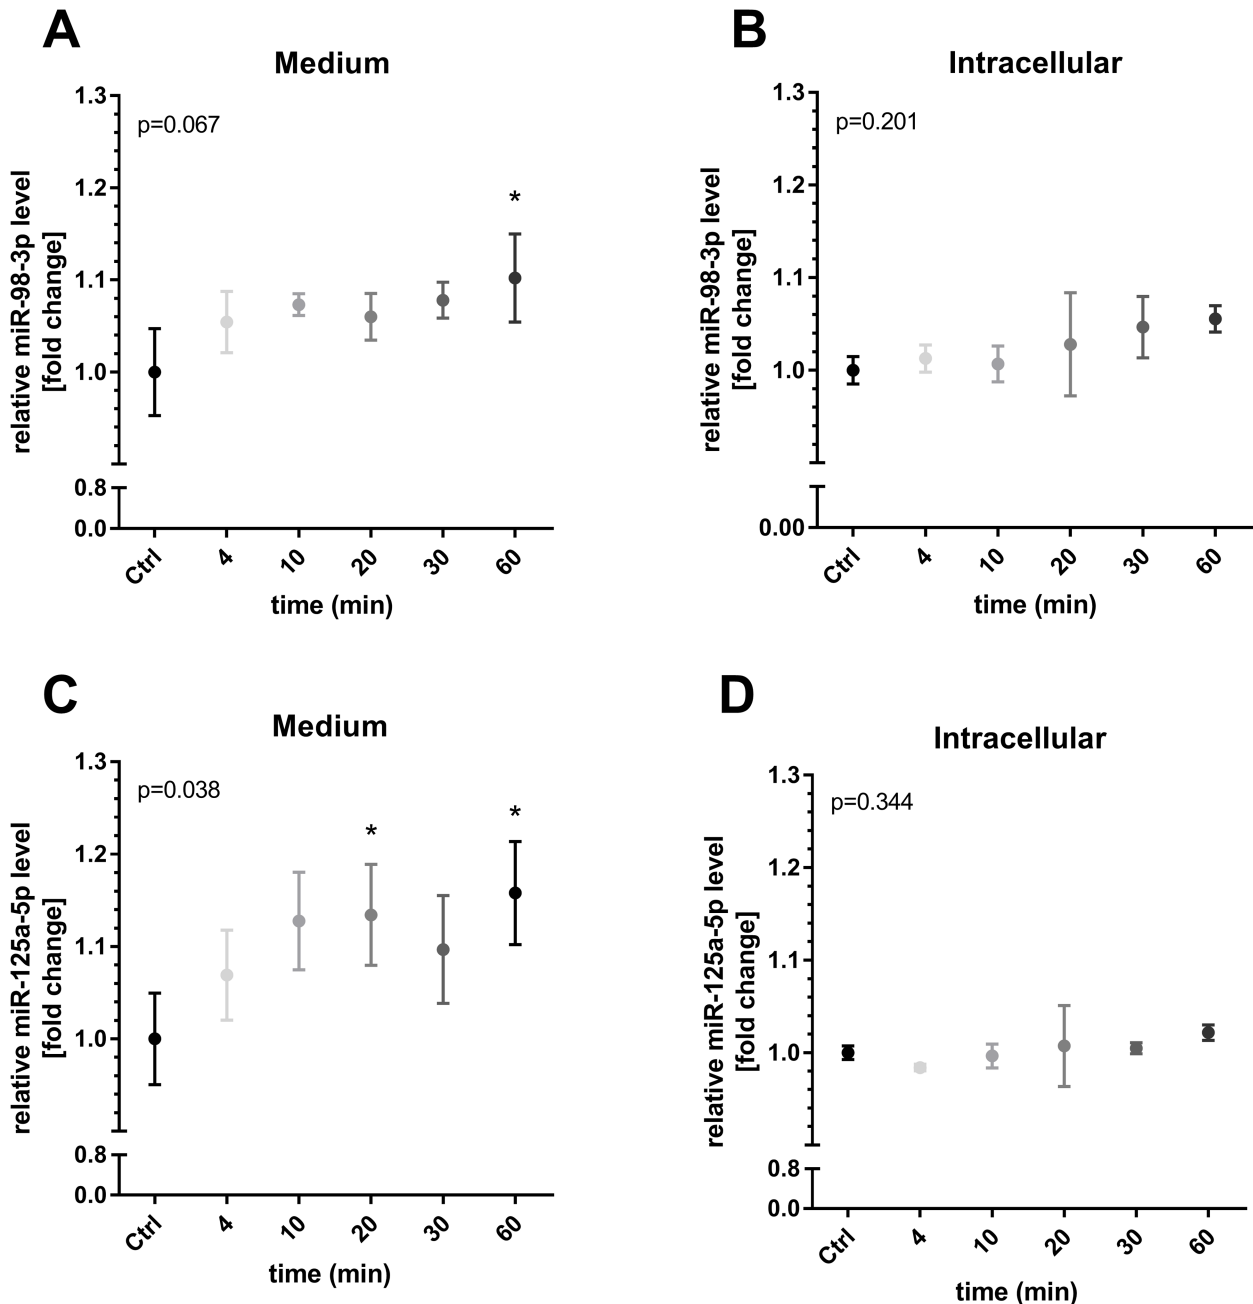 A
Medium
p=0.067
relative miR-98-3p level
[fold change]
1.3
1.2
1.1
1.0
0.8
0.0
*
Ctrl
4
10
20
30
60
time (min)
B
Intracellular
p=0.201
relative miR-98-3p level
[fold change]
1.3
1.2
1.1
1.0
0.00
Ctrl
4
10
20
30
60
time (min)
C
Medium
p=0.038
relative miR-125a-5p level
[fold change]
1.3
1.2
1.1
1.0
0.8
0.0
*
*
Ctrl
4
10
20
30
60
time (min)
D
Intracellular
p=0.344
relative miR-125a-5p level
[fold change]
1.3
1.2
1.1
1.0
0.8
0.0
Ctrl
4
10
20
30
60
time (min)